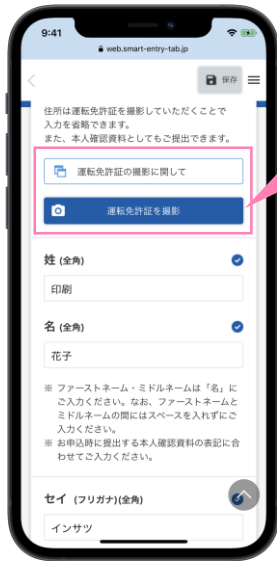 9:41
web.smart-entry-tab.jp
保存
住所は運転免許証を撮影していただくことで
入力を省略できます。
また、本人確認資料としてもご提出できます。
運転免許証の撮影に関して
運転免許証を撮影
姓 (全角)
印刷
名 (全角)
花子
※ ファーストネーム・ミドルネームは「名」に
ご入力ください。なお、ファーストネームと
ミドルネームの間にはスペースを入れずにご
入力ください。
※ お申込時に提出する本人確認資料の表記に合
わせてご入力ください。
セイ (フリガナ)(全角)
インサツ